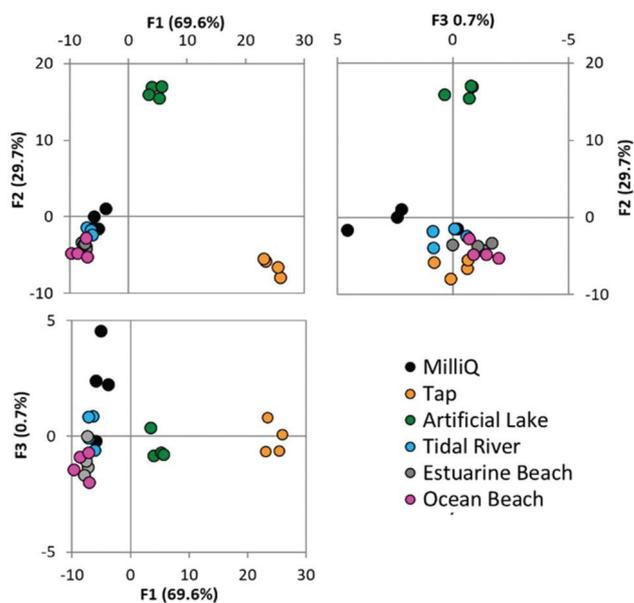 F1 (69.6%)
-10 0 10 20 30
20
10
0
-10
F2 (29.7%)
F3 0.7%)
5 0 -5
20
10
0
-10
F2 (29.7%)
5
0
-5
F3 (0.7%)
-10 0 10 20 30
F1 (69.6%)
MilliQ
Tap
Artificial Lake
Tidal River
Estuarine Beach
Ocean Beach